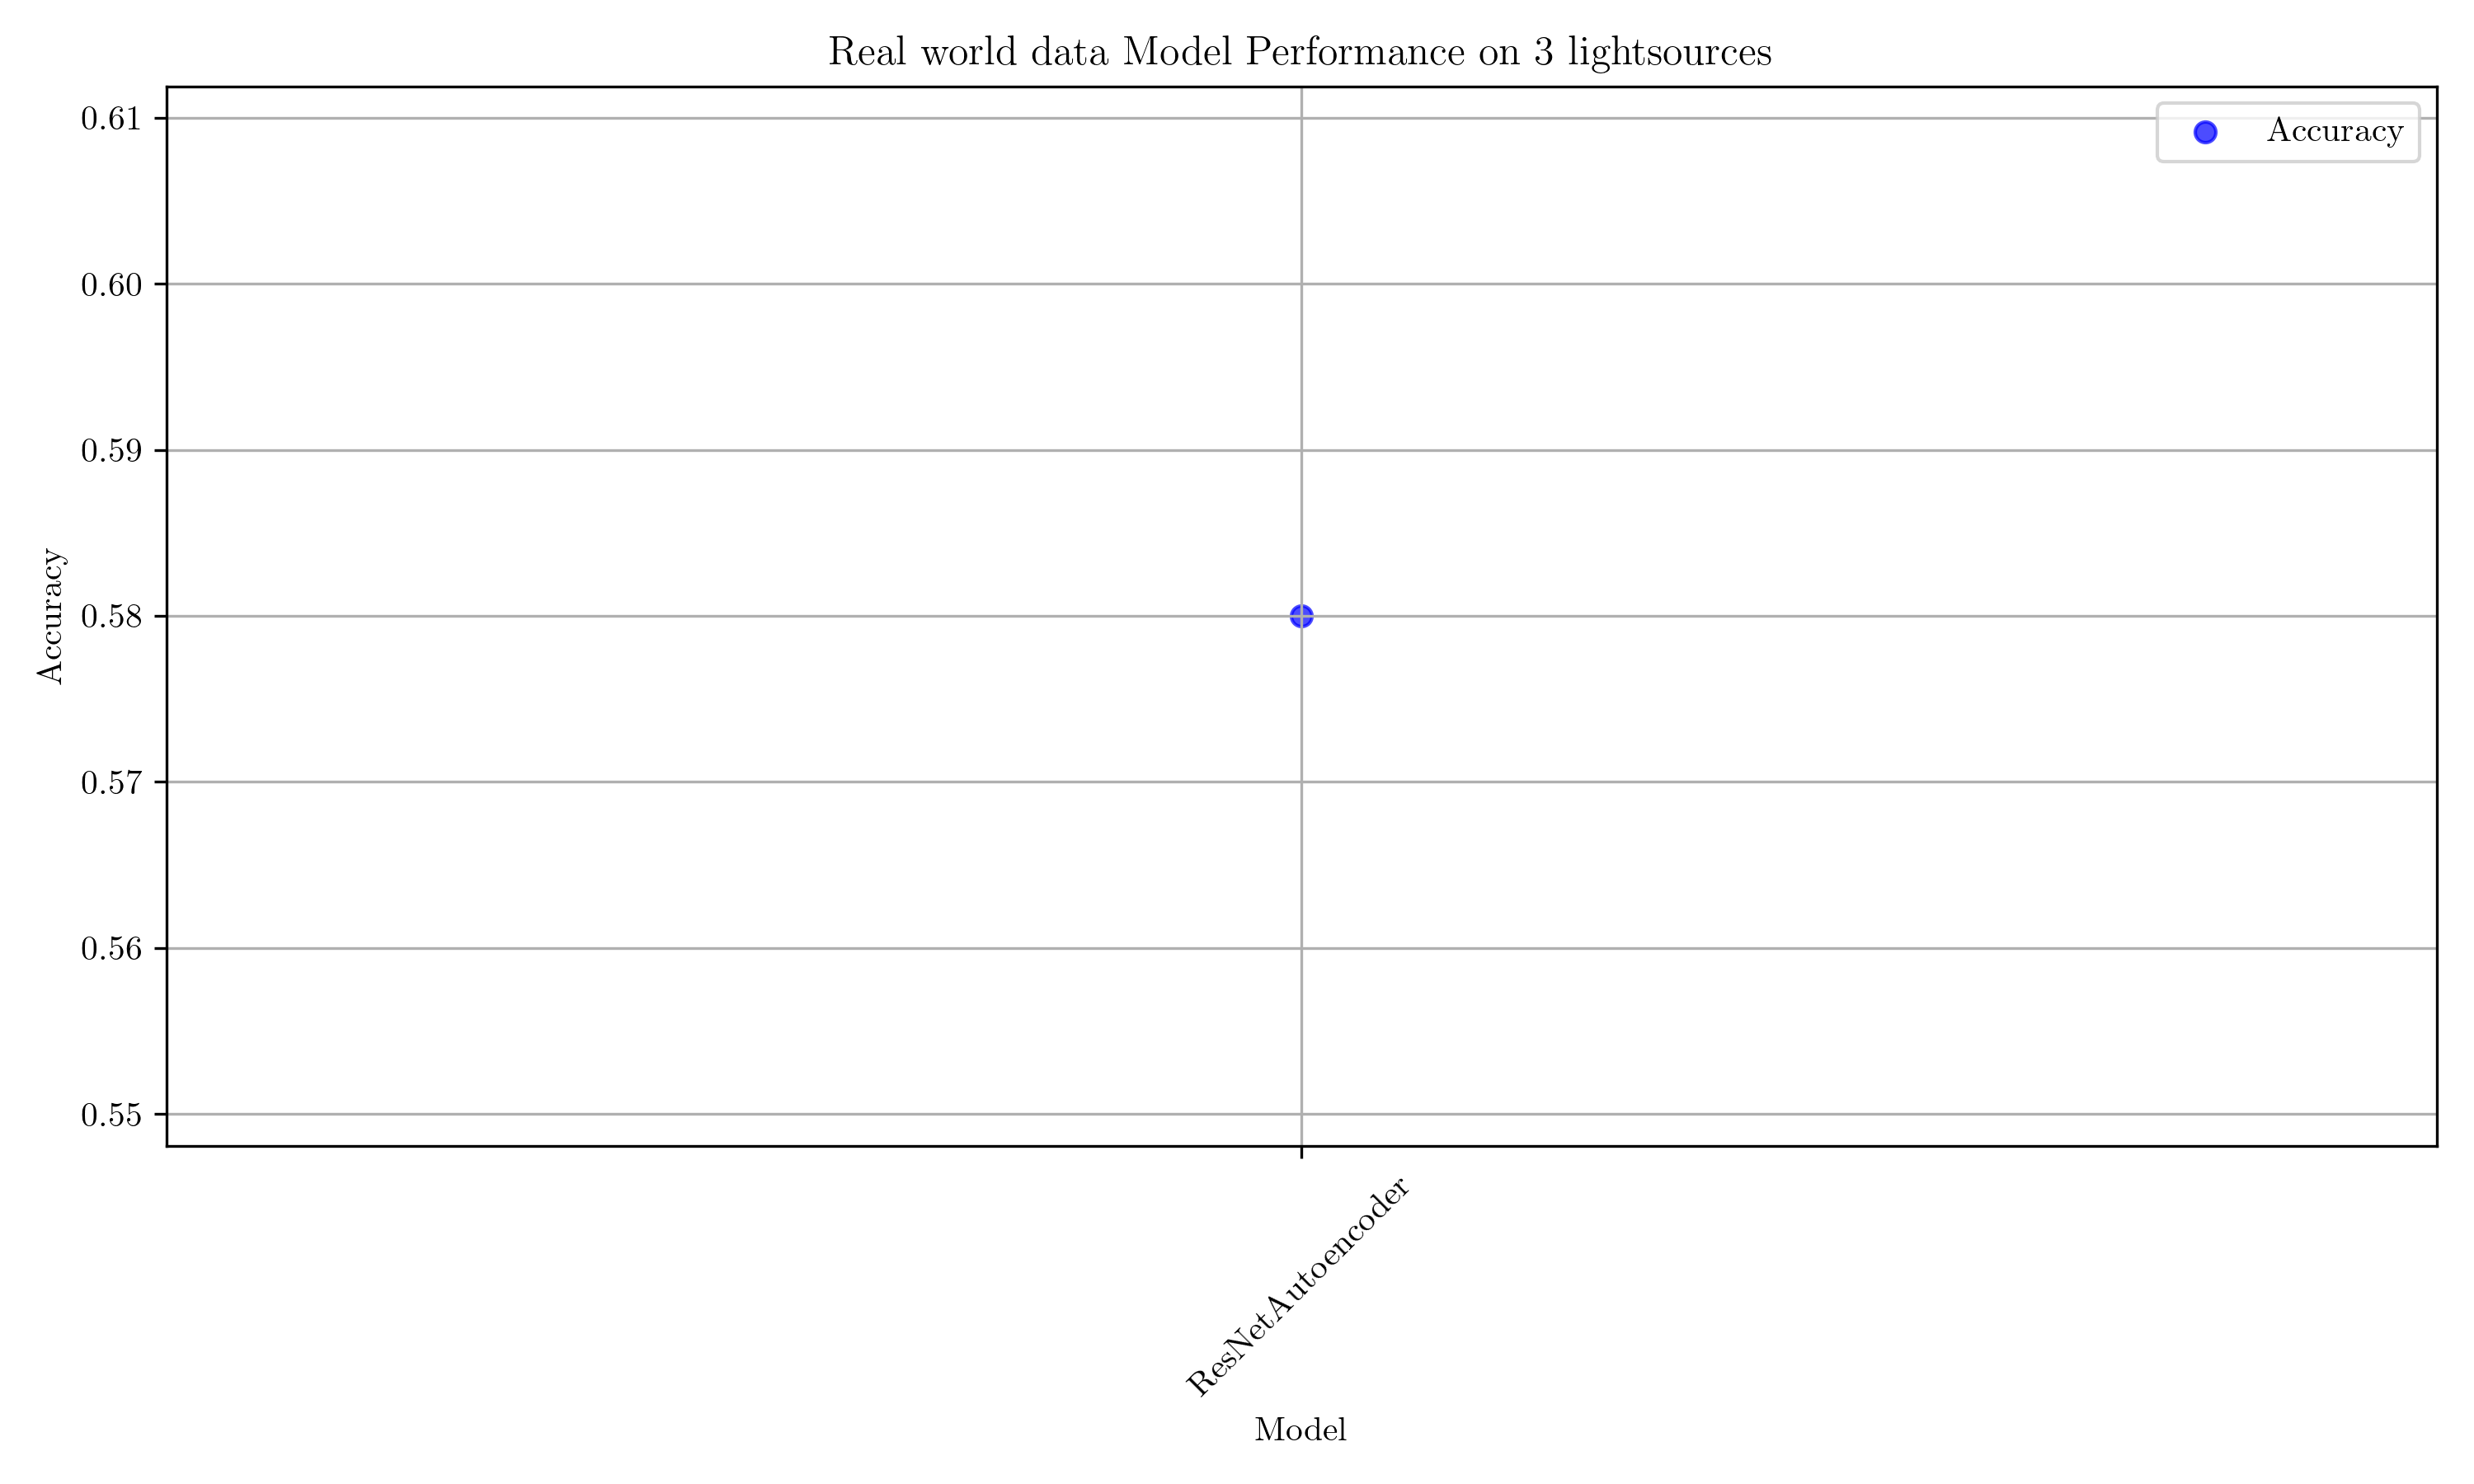 Real world data Model Performance on 3 lightsources
Accuracy
0.61
0.60
0.59
0.58
0.57
0.56
0.55
Accuracy
ResNetAutoencoder
Model